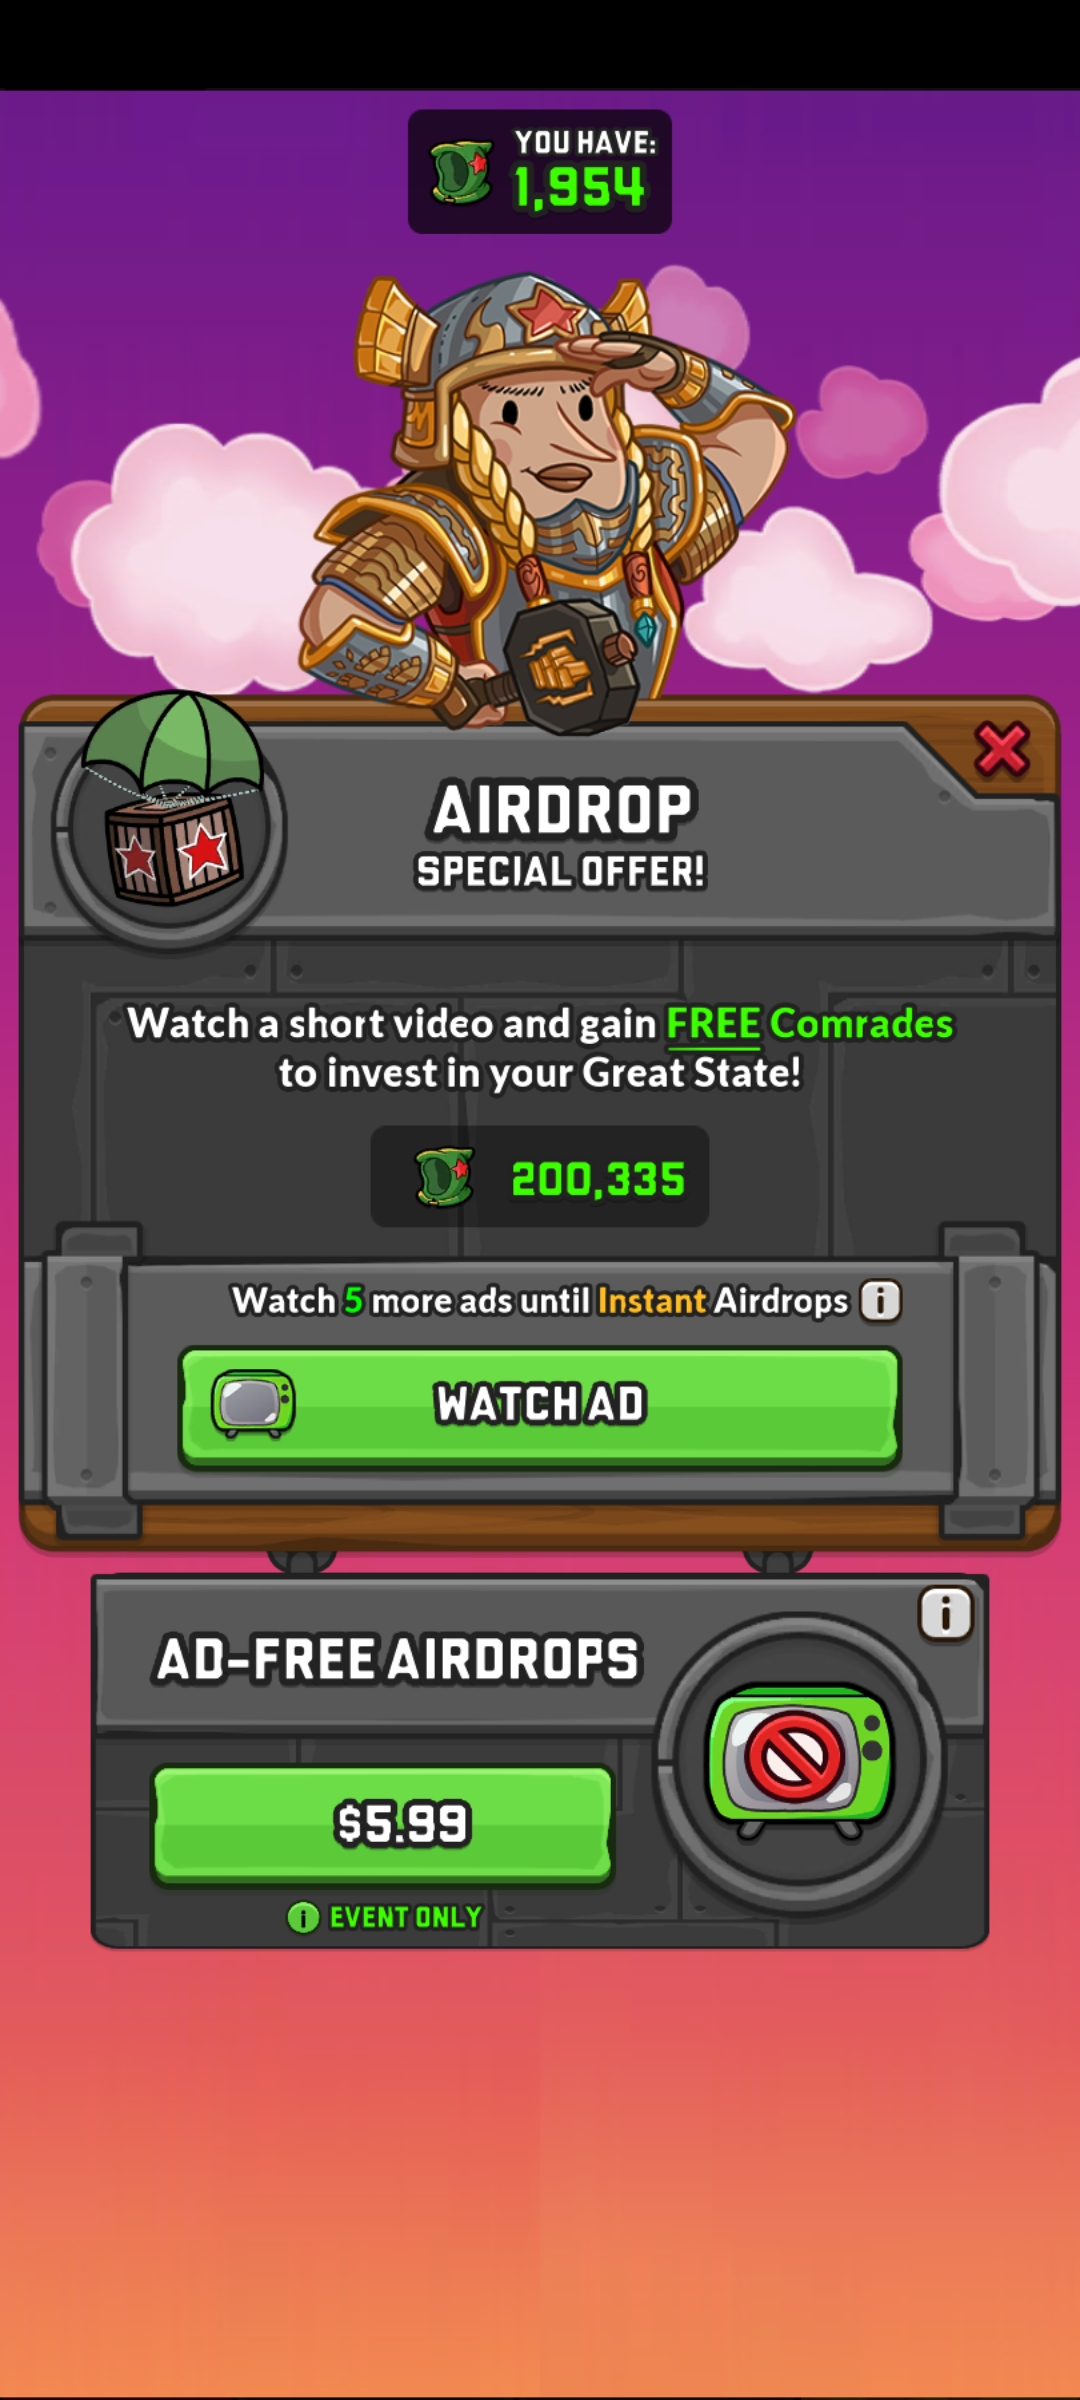 YOU HAVE:
1,954
AIRDROP
SPECIAL OFFER!
Watch a short video and gain FREE Comrades
to invest in your Great State!
200,335
Watch 5 more ads until Instant Airdrops i
WATCH AD
i
AD-FREE AIRDROPS
$5.99
i EVENT ONLY